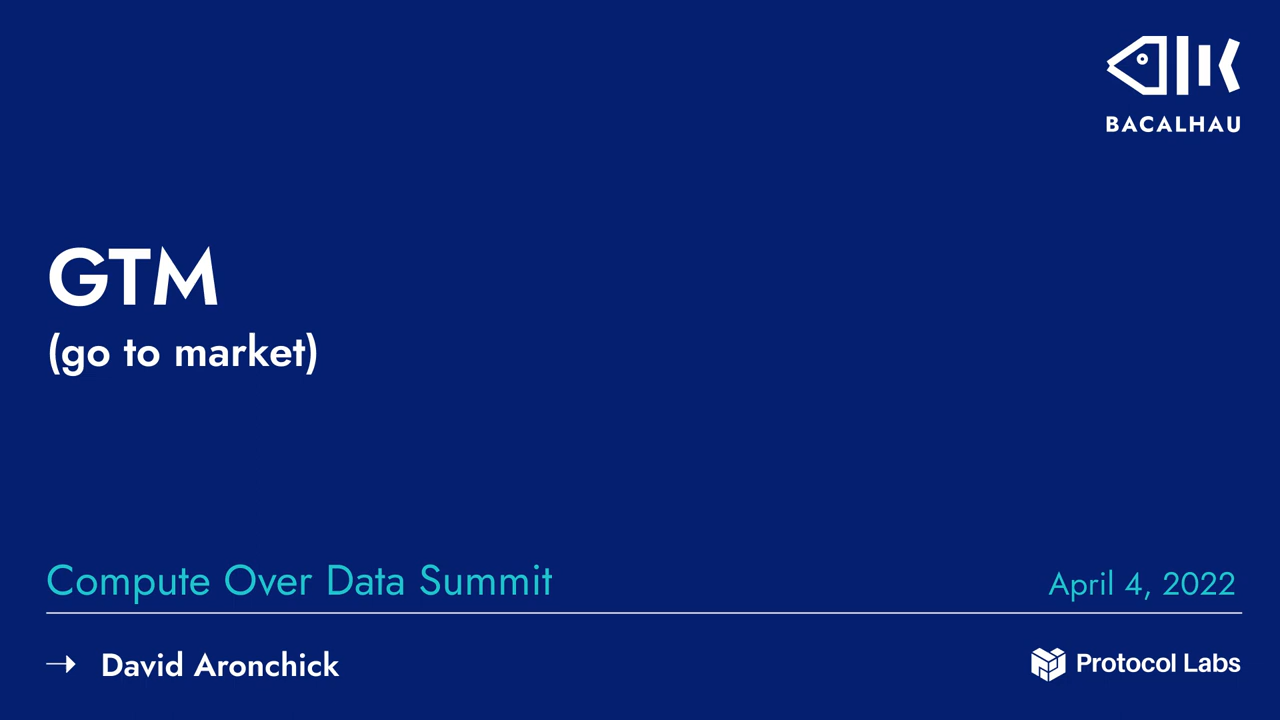 BACALHAU
GTM
(go to market)
Compute Over Data Summit
April 4, 2022
David Aronchick
Protocol Labs